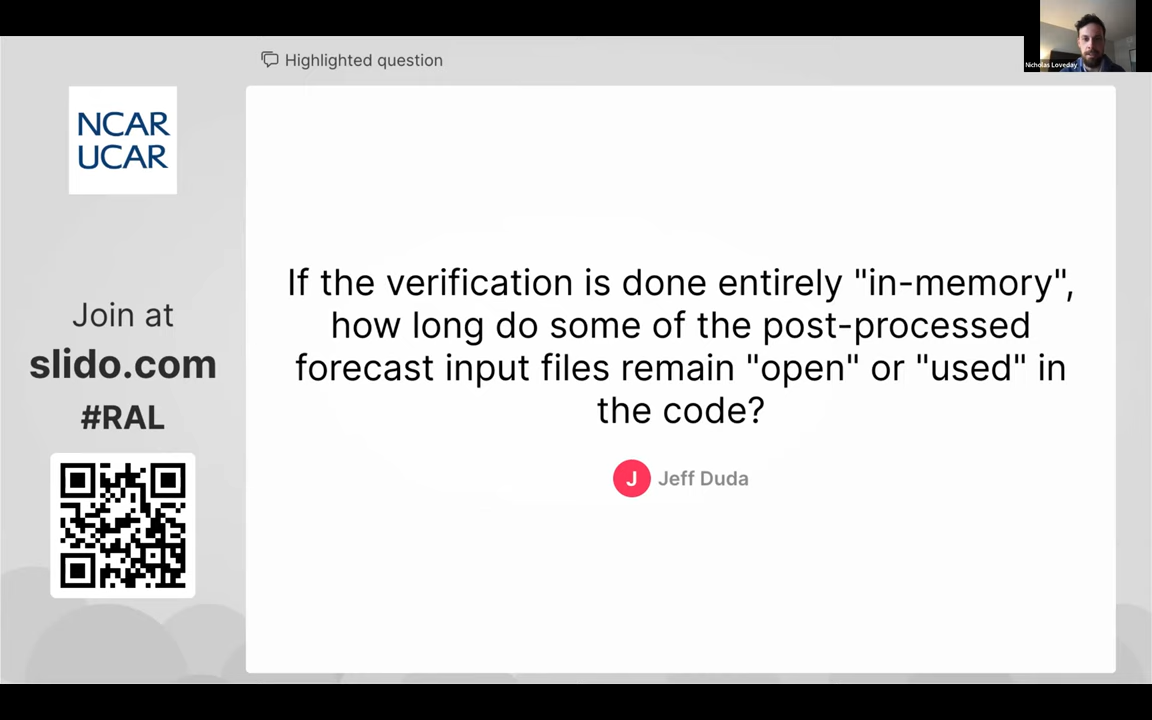 Highlighted question
Nicholas Loveday
NCAR
UCAR
If the verification is done entirely "in-memory",
how long do some of the post-processed
forecast input files remain "open" or "used" in
the code?
J Jeff Duda
Join at
slido.com
#RAL